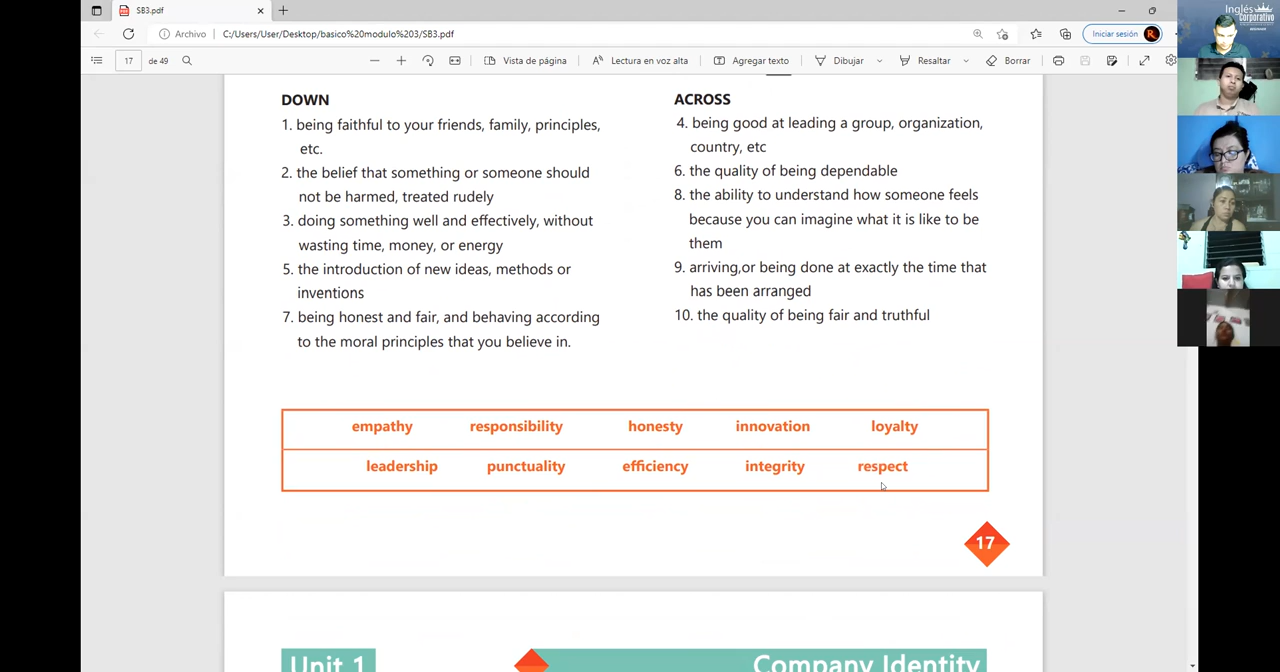 SB3.pdf
Archivo C:/Users/User/Desktop/basico modulo 3/SB3.pdf Iniciar sesión
17 de 49 Vista de página Lectura en voz alta Agregar texto Dibujar Resaltar Borrar
Inglés
Corporativo
DOWN
1. being faithful to your friends, family, principles,
etc.
2. the belief that something or someone should
not be harmed, treated rudely
3. doing something well and effectively, without
wasting time, money, or energy
5. the introduction of new ideas, methods or
inventions
7. being honest and fair, and behaving according
to the moral principles that you believe in.
ACROSS
4. being good at leading a group, organization,
country, etc
6. the quality of being dependable
8. the ability to understand how someone feels
because you can imagine what it is like to be
them
9. arriving,or being done at exactly the time that
has been arranged
10. the quality of being fair and truthful
empathy responsibility honesty innovation loyalty
leadership punctuality efficiency integrity respect
17
Unit 1 Company Identity